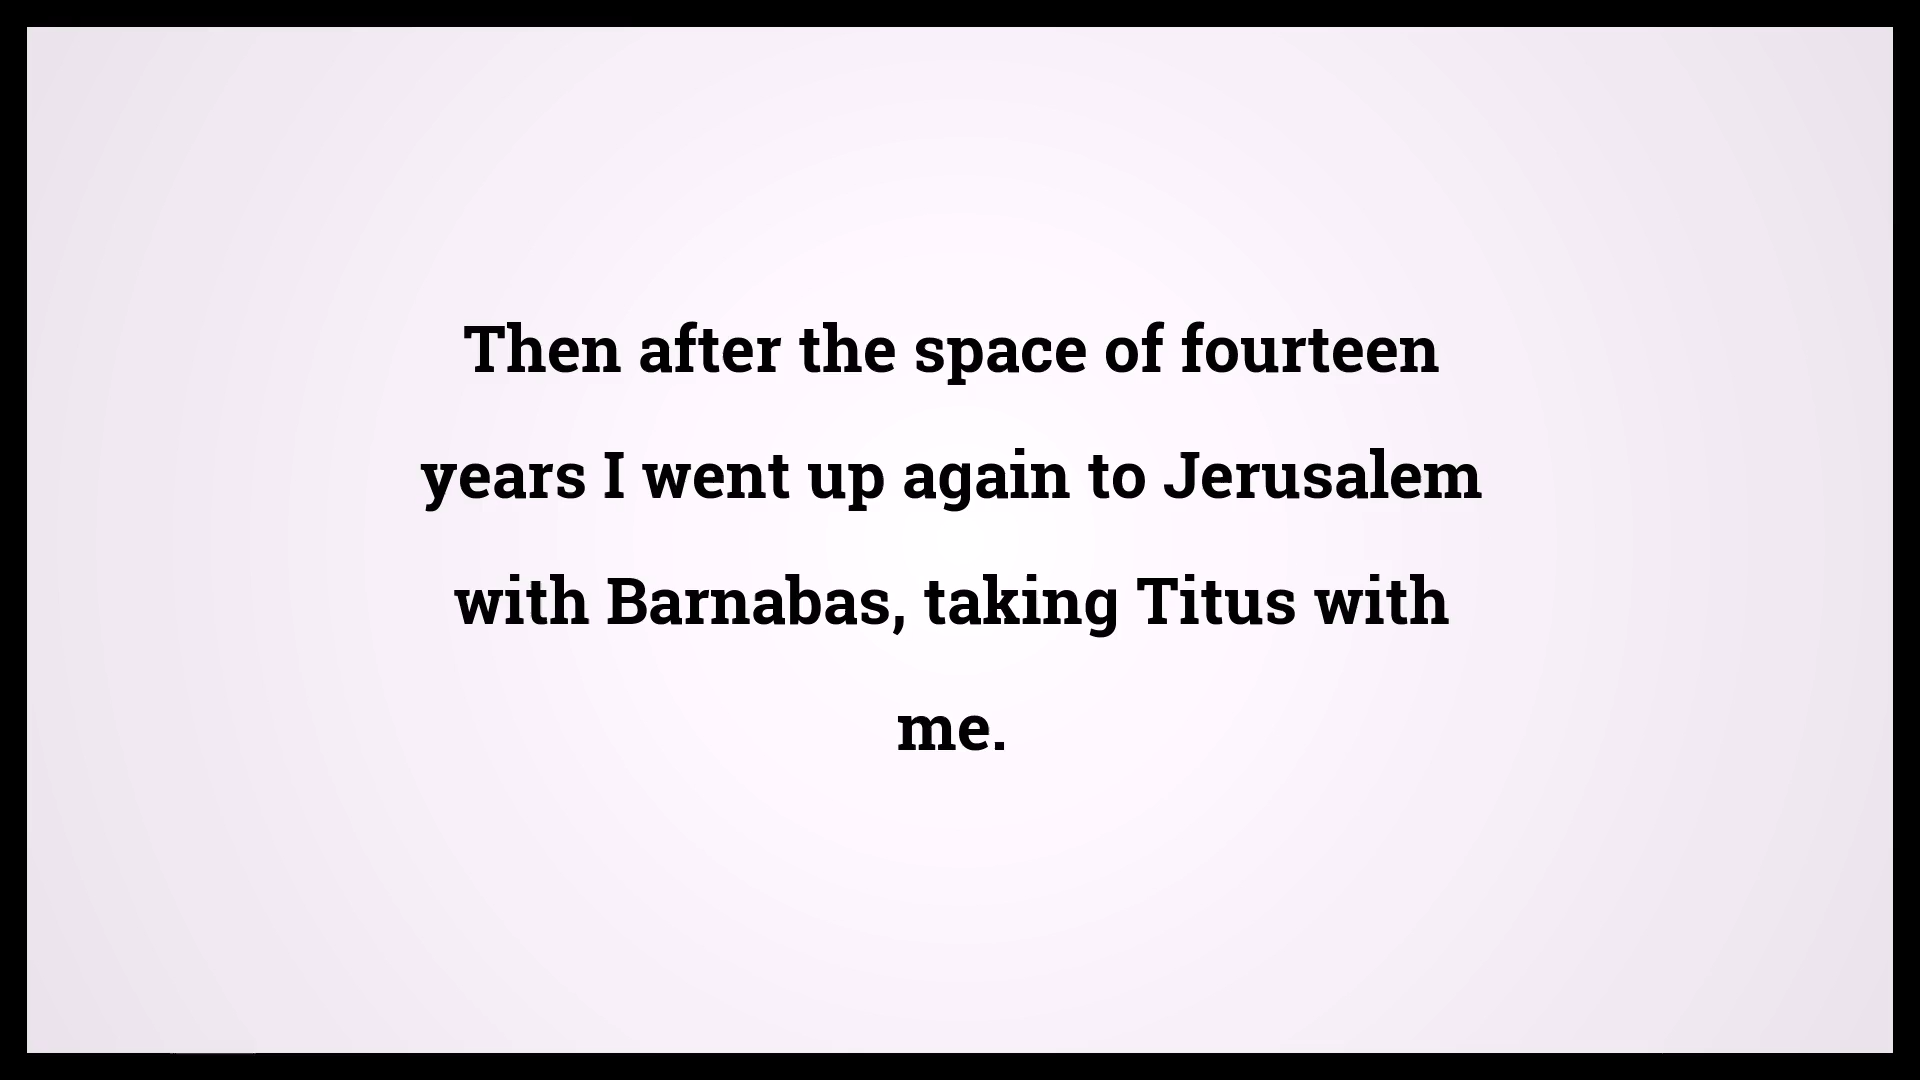 Then after the space of fourteen
years I went up again to Jerusalem
with Barnabas, taking Titus with
me.